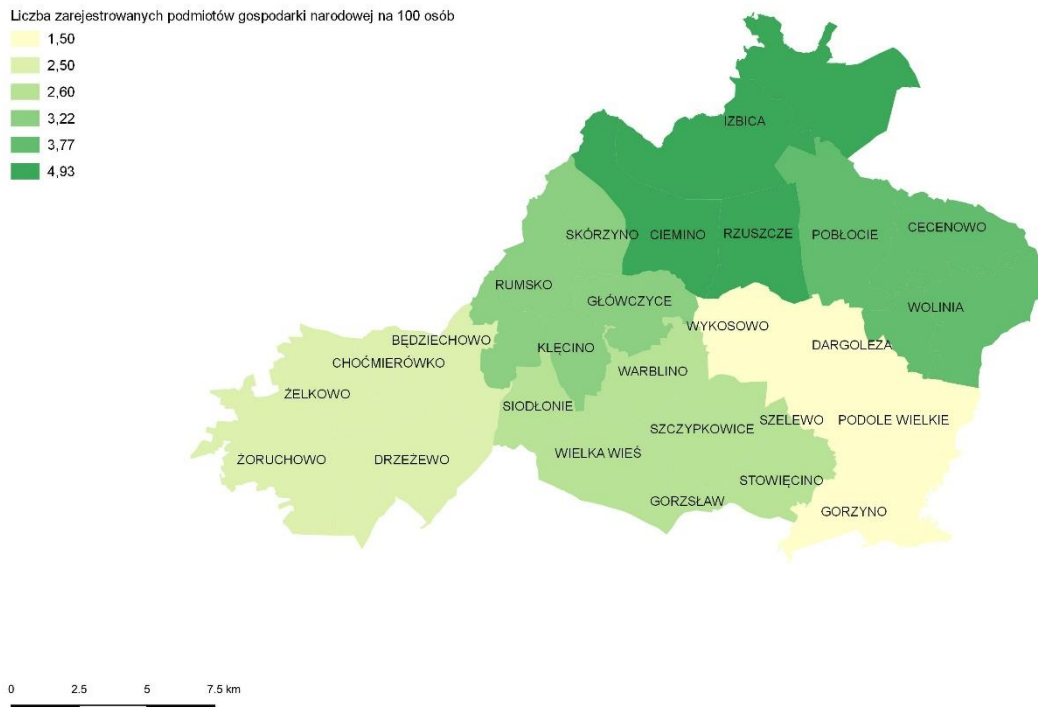 Liczba zarejestrowanych podmiotów gospodarki narodowej na 100 osób
1,50
2,50
2,60
3,22
3,77
4,93
IZBICA
SKÓRZYNO
CIEMINO
RZUSZCZE
POBŁOCIE
CECENOWO
RUMSKO
GŁÓWCZYCE
WOLINIA
WYKOSOWO
BĘDZIECHOWO
KLĘCINO
DARGOLEZA
CHOĆMIERÓWKO
WARBLINO
ŻELKOWO
SIODŁONIE
SZCZYPKOWICE
SZELEWO
PODOLE WIELKIE
ŻORUCHOWO
DRZEŻEWO
WIELKA WIEŚ
STOWIĘCINO
GORZSŁAW
GORZYNO
0 2.5 5 7.5 km